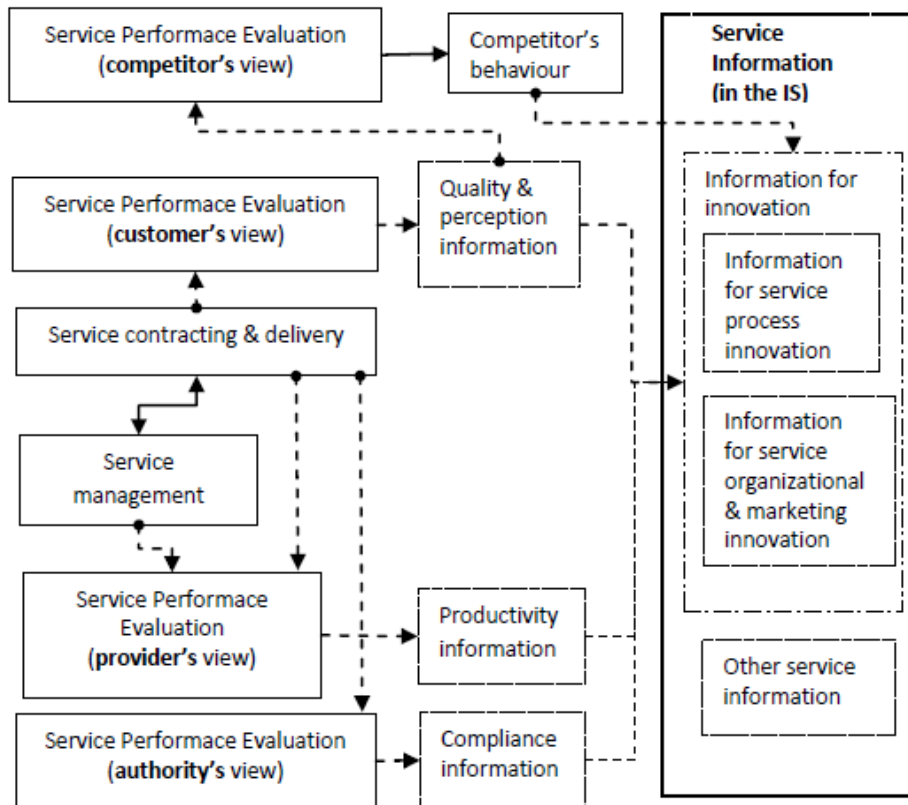 Service Performace Evaluation
(competitor's view)
Competitor's
behaviour
Service
Information
(in the IS)
Service Performace Evaluation
(customer's view)
Quality &
perception
information
Information for
innovation
Information
for service
process
innovation
Service contracting & delivery
Service
management
Information
for service
organizational
& marketing
innovation
Service Performace
Evaluation
(provider's view)
Productivity
information
Other service
information
Service Performace Evaluation
(authority's view)
Compliance
information